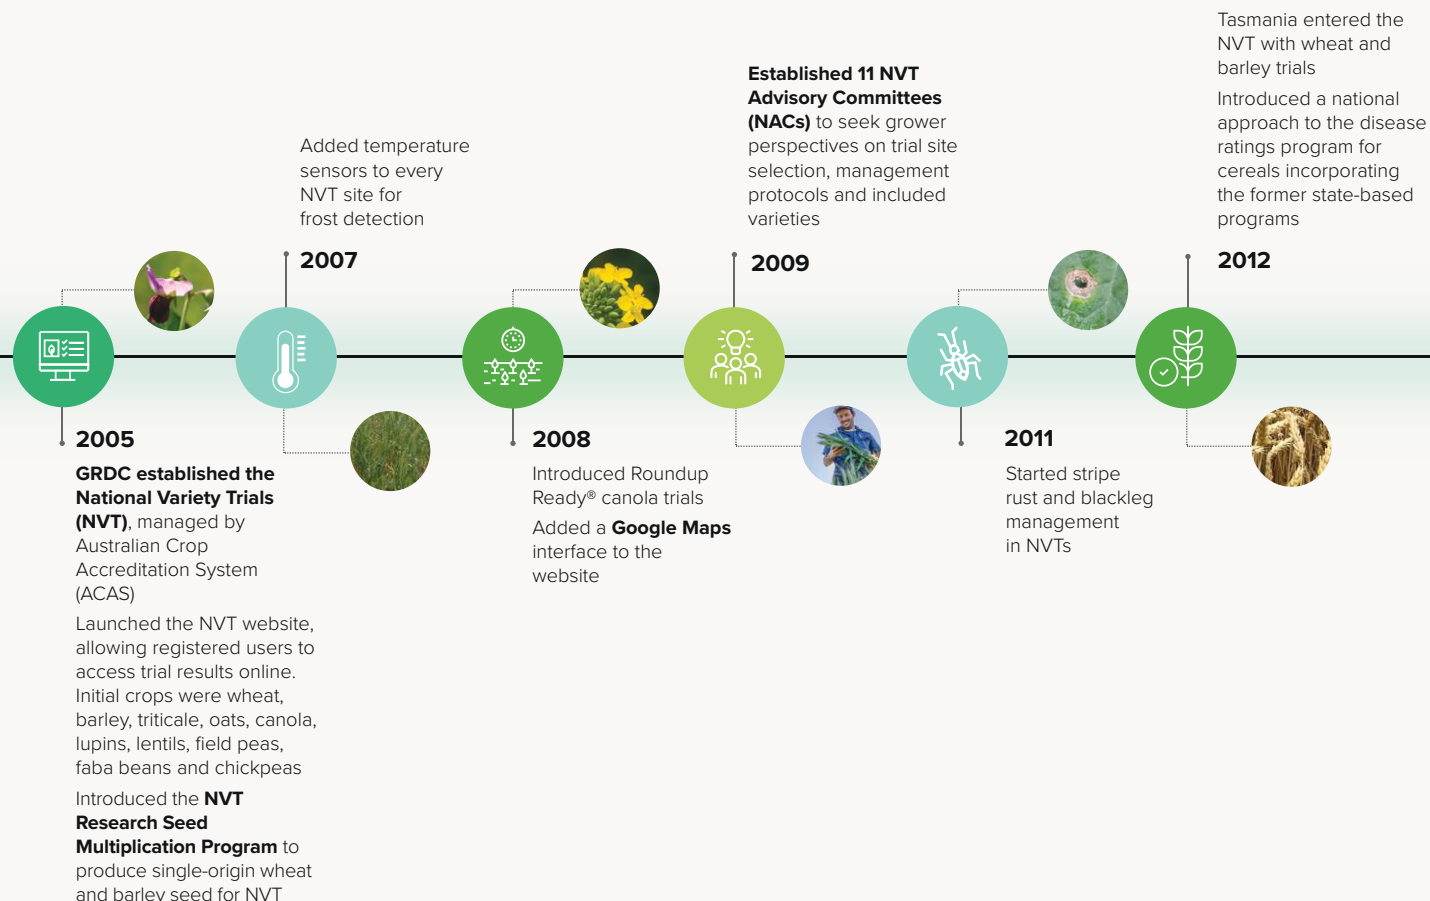 2005
GRDC established the
National Variety Trials
(NVT), managed by
Australian Crop
Accreditation System
(ACAS)
Launched the NVT website,
allowing registered users to
access trial results online.
Initial crops were wheat,
barley, triticale, oats, canola,
lupins, lentils, field peas,
faba beans and chickpeas
Introduced the NVT
Research Seed
Multiplication Program to
produce single-origin wheat
and barley seed for NVT
Added temperature
sensors to every
NVT site for
frost detection
2007
2008
Introduced Roundup
Ready® canola trials
Added a Google Maps
interface to the
website
Established 11 NVT
Advisory Committees
(NACs) to seek grower
perspectives on trial site
selection, management
protocols and included
varieties
2009
2011
Started stripe
rust and blackleg
management
in NVTs
Tasmania entered the
NVT with wheat and
barley trials
Introduced a national
approach to the disease
ratings program for
cereals incorporating
the former state-based
programs
2012